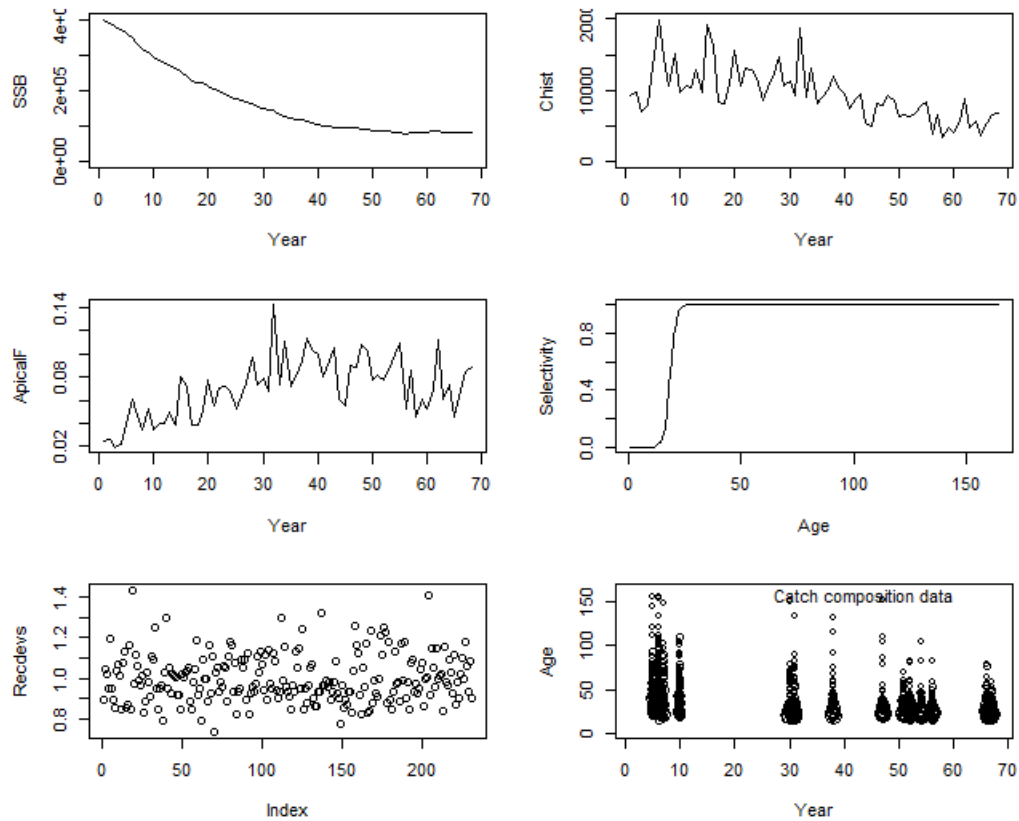 SSB
4e+0
2e+05
0e+00
0 10 20 30 40 50 60 70
Year
Chist
2000
10000
0
0 10 20 30 40 50 60 70
Year
ApicalF
0.14
0.08
0.02
0 10 20 30 40 50 60 70
Year
Selectivity
0.8
0.4
0.0
0 50 100 150
Age
Recdevs
1.4
1.2
1.0
0.8
0 50 100 150 200
Index
Catch composition data
Age
150
100
50
0
0 10 20 30 40 50 60 70
Year